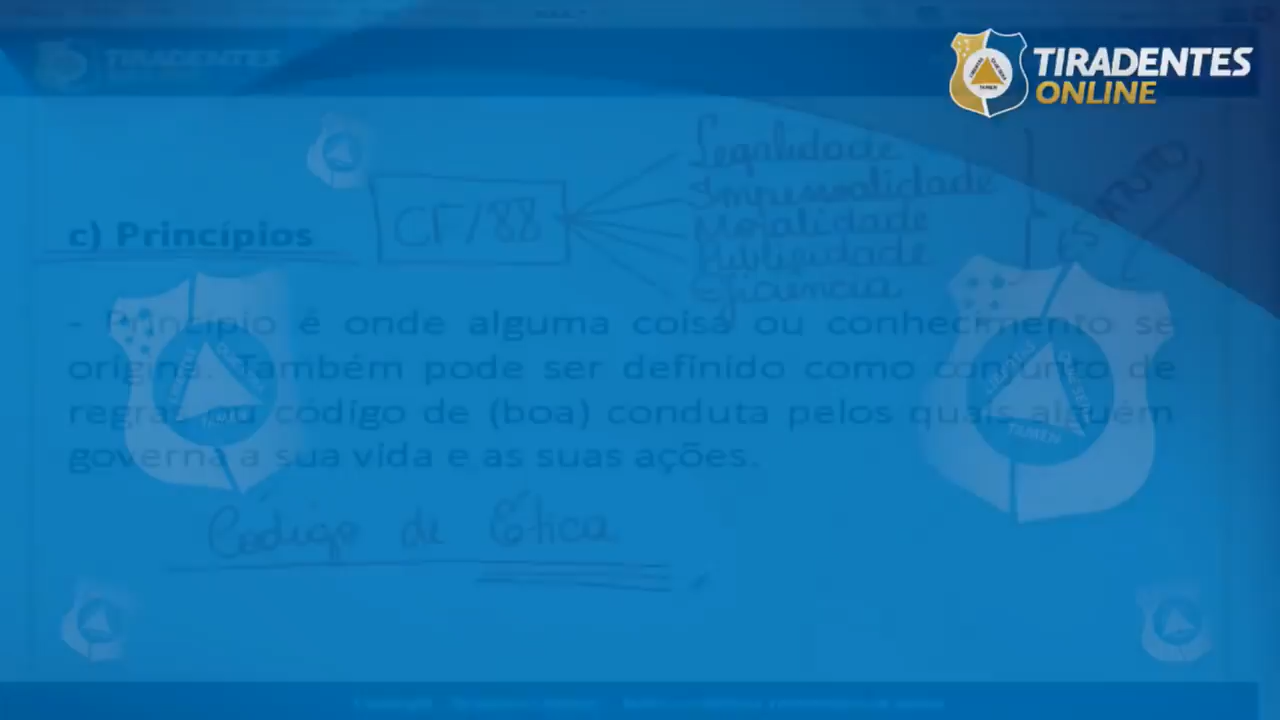 TIRADENTES
TIRADENTES
ONLINE
c) Princípios
CF/88
Legalidade
Impessoalidade
Moralidade
Publicidade
Eficiência
- Princípio é onde alguma coisa ou conhecimento se
origina. Também pode ser definido como conjunto de
regras ou código de (boa) conduta pelos quais alguém
governa a sua vida e as suas ações.
Código de Ética